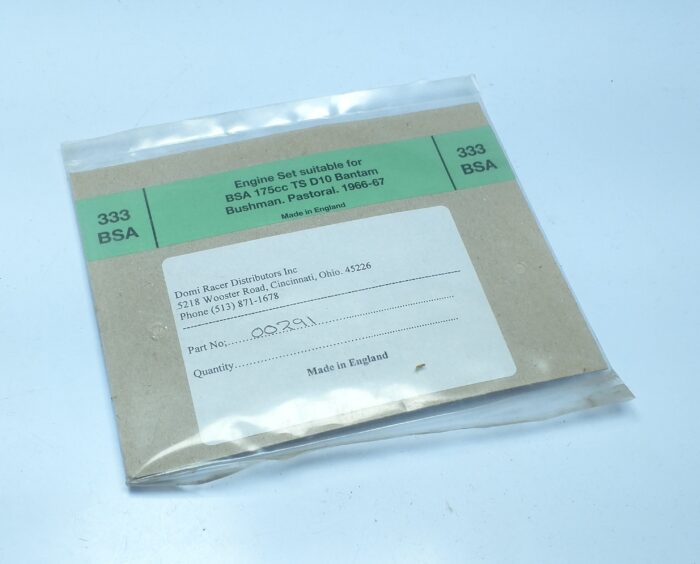 333
BSA
Engine Set suitable for
BSA 175cc TS D10 Bantam
Bushman. Pastoral. 1966-67
Made in England
333
BSA
Domi Racer Distributors Inc
5218 Wooster Road, Cincinnati, Ohio. 45226
Phone (513) 871-1678
Part No;............00291............
Quantity............
Made in England